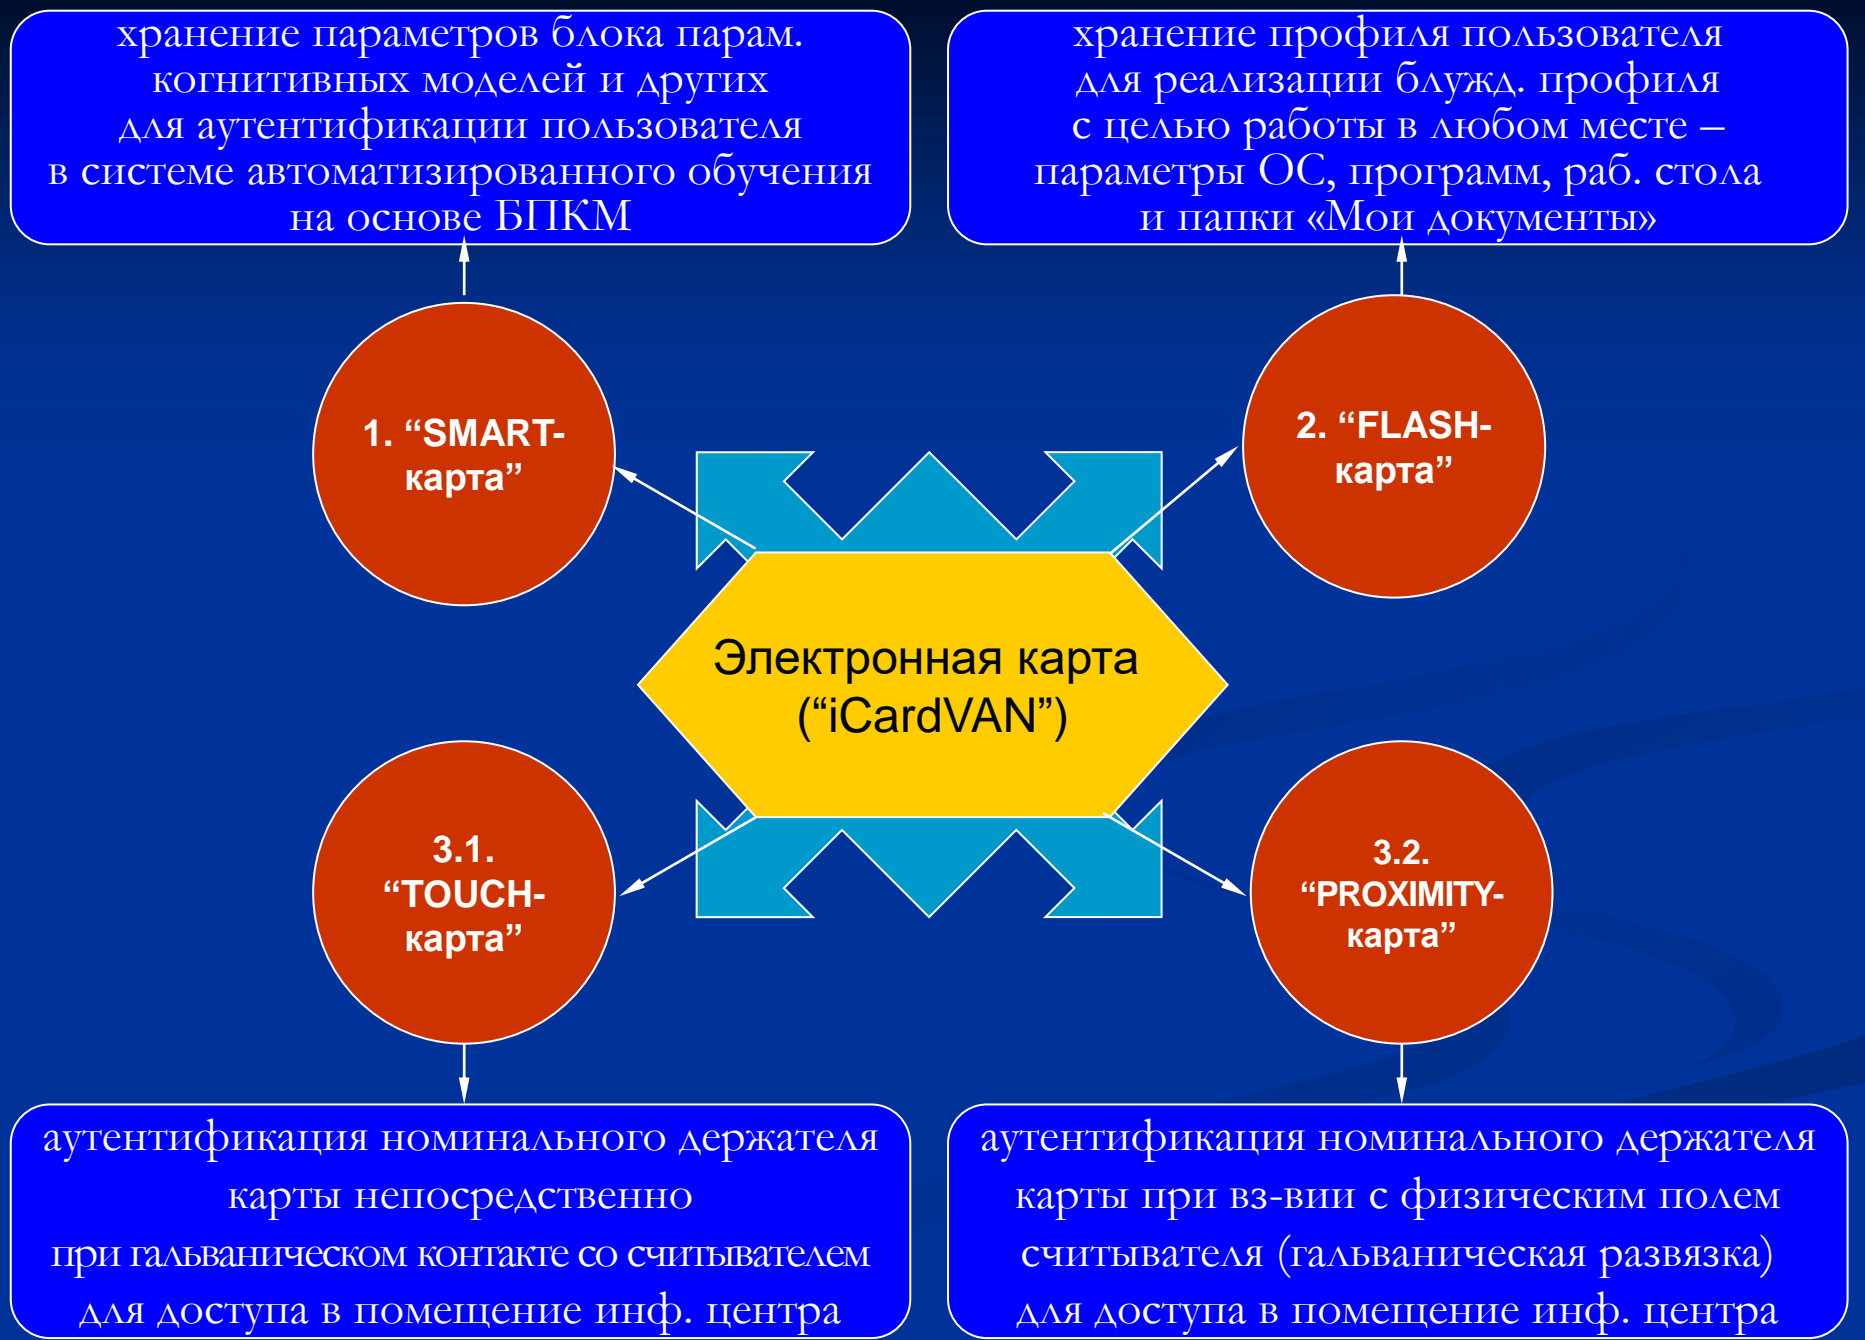 хранение параметров блока парам.
когнитивных моделей и других
для аутентификации пользователя
в системе автоматизированного обучения
на основе БПКМ
хранение профиля пользователя
для реализации блужд. профиля
с целью работы в любом месте –
параметры ОС, программ, раб. стола
и папки «Мои документы»
1. “SMART-
карта”
2. “FLASH-
карта”
Электронная карта
(“iCardVAN”)
3.1.
“TOUCH-
карта”
3.2.
“PROXIMITY-
карта”
аутентификация номинального держателя
карты непосредственно
при гальваническом контакте со считывателем
для доступа в помещение инф. центра
аутентификация номинального держателя
карты при вз-вии с физическим полем
считывателя (гальваническая развязка)
для доступа в помещение инф. центра